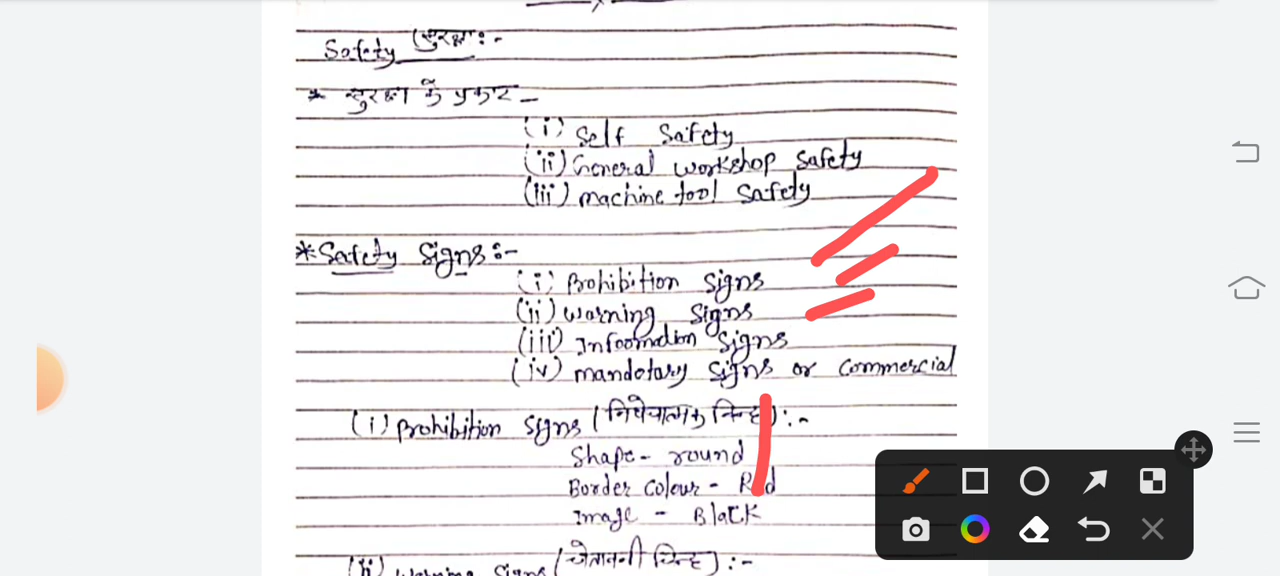 Safety (सुरक्षा):-
* सुरक्षा के प्रकार -
(i) Self Safety
(ii) General workshop Safety
(iii) machine tool Safety
* Safety Signs:-
(i) Prohibition Signs
(ii) warning Signs
(iii) Information Signs
(iv) mandotary Signs or Commercial
(i) Prohibition Signs (निषेधात्मक चिन्ह):-
Shape - round
Border Colour - Red
Image - Black
(ii) Warning Signs (चेतावनी चिन्ह):-